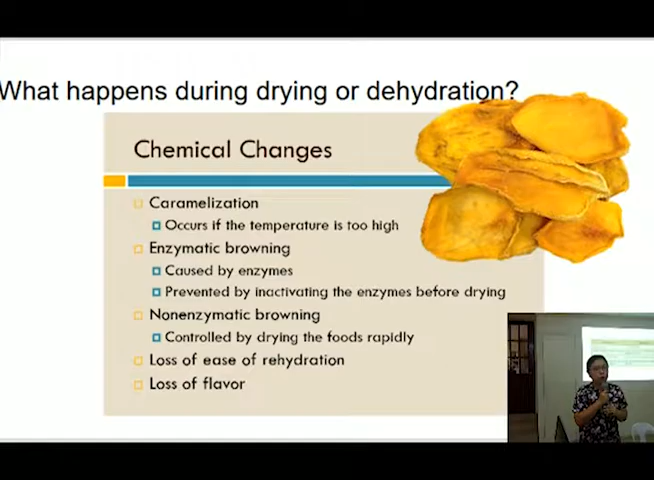 What happens during drying or dehydration?
Chemical Changes
Caramelization
Occurs if the temperature is too high
Enzymatic browning
Caused by enzymes
Prevented by inactivating the enzymes before drying
Nonenzymatic browning
Controlled by drying the foods rapidly
Loss of ease of rehydration
Loss of flavor